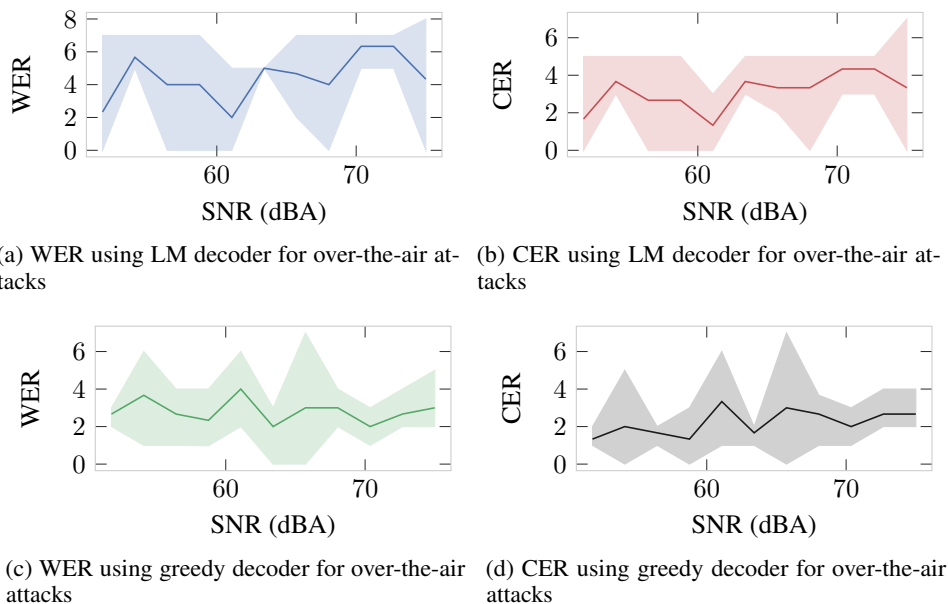 8
6
4
2
0
WER
60
70
SNR (dBA)
6
4
2
0
CER
60
70
SNR (dBA)
(a) WER using LM decoder for over-the-air at-
tacks
(b) CER using LM decoder for over-the-air at-
tacks
6
4
2
0
WER
60
70
SNR (dBA)
6
4
2
0
CER
60
70
SNR (dBA)
(c) WER using greedy decoder for over-the-air
attacks
(d) CER using greedy decoder for over-the-air
attacks